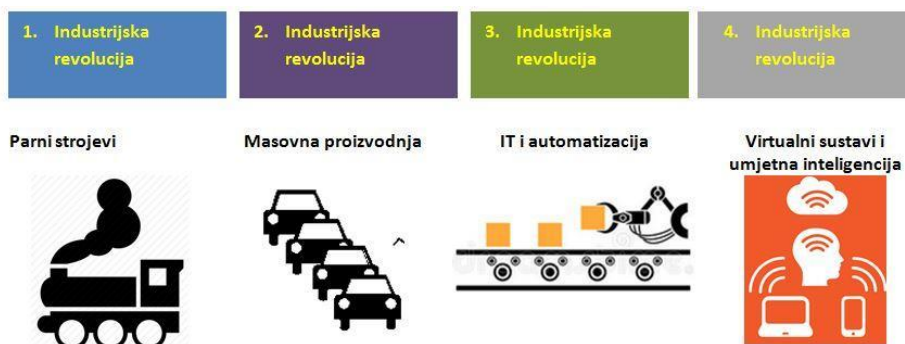 1. Industrijska
revolucija
2. Industrijska
revolucija
3. Industrijska
revolucija
4. Industrijska
revolucija
Parni strojevi
Masovna proizvodnja
IT i automatizacija
Virtualni sustavi i
umjetna inteligencija